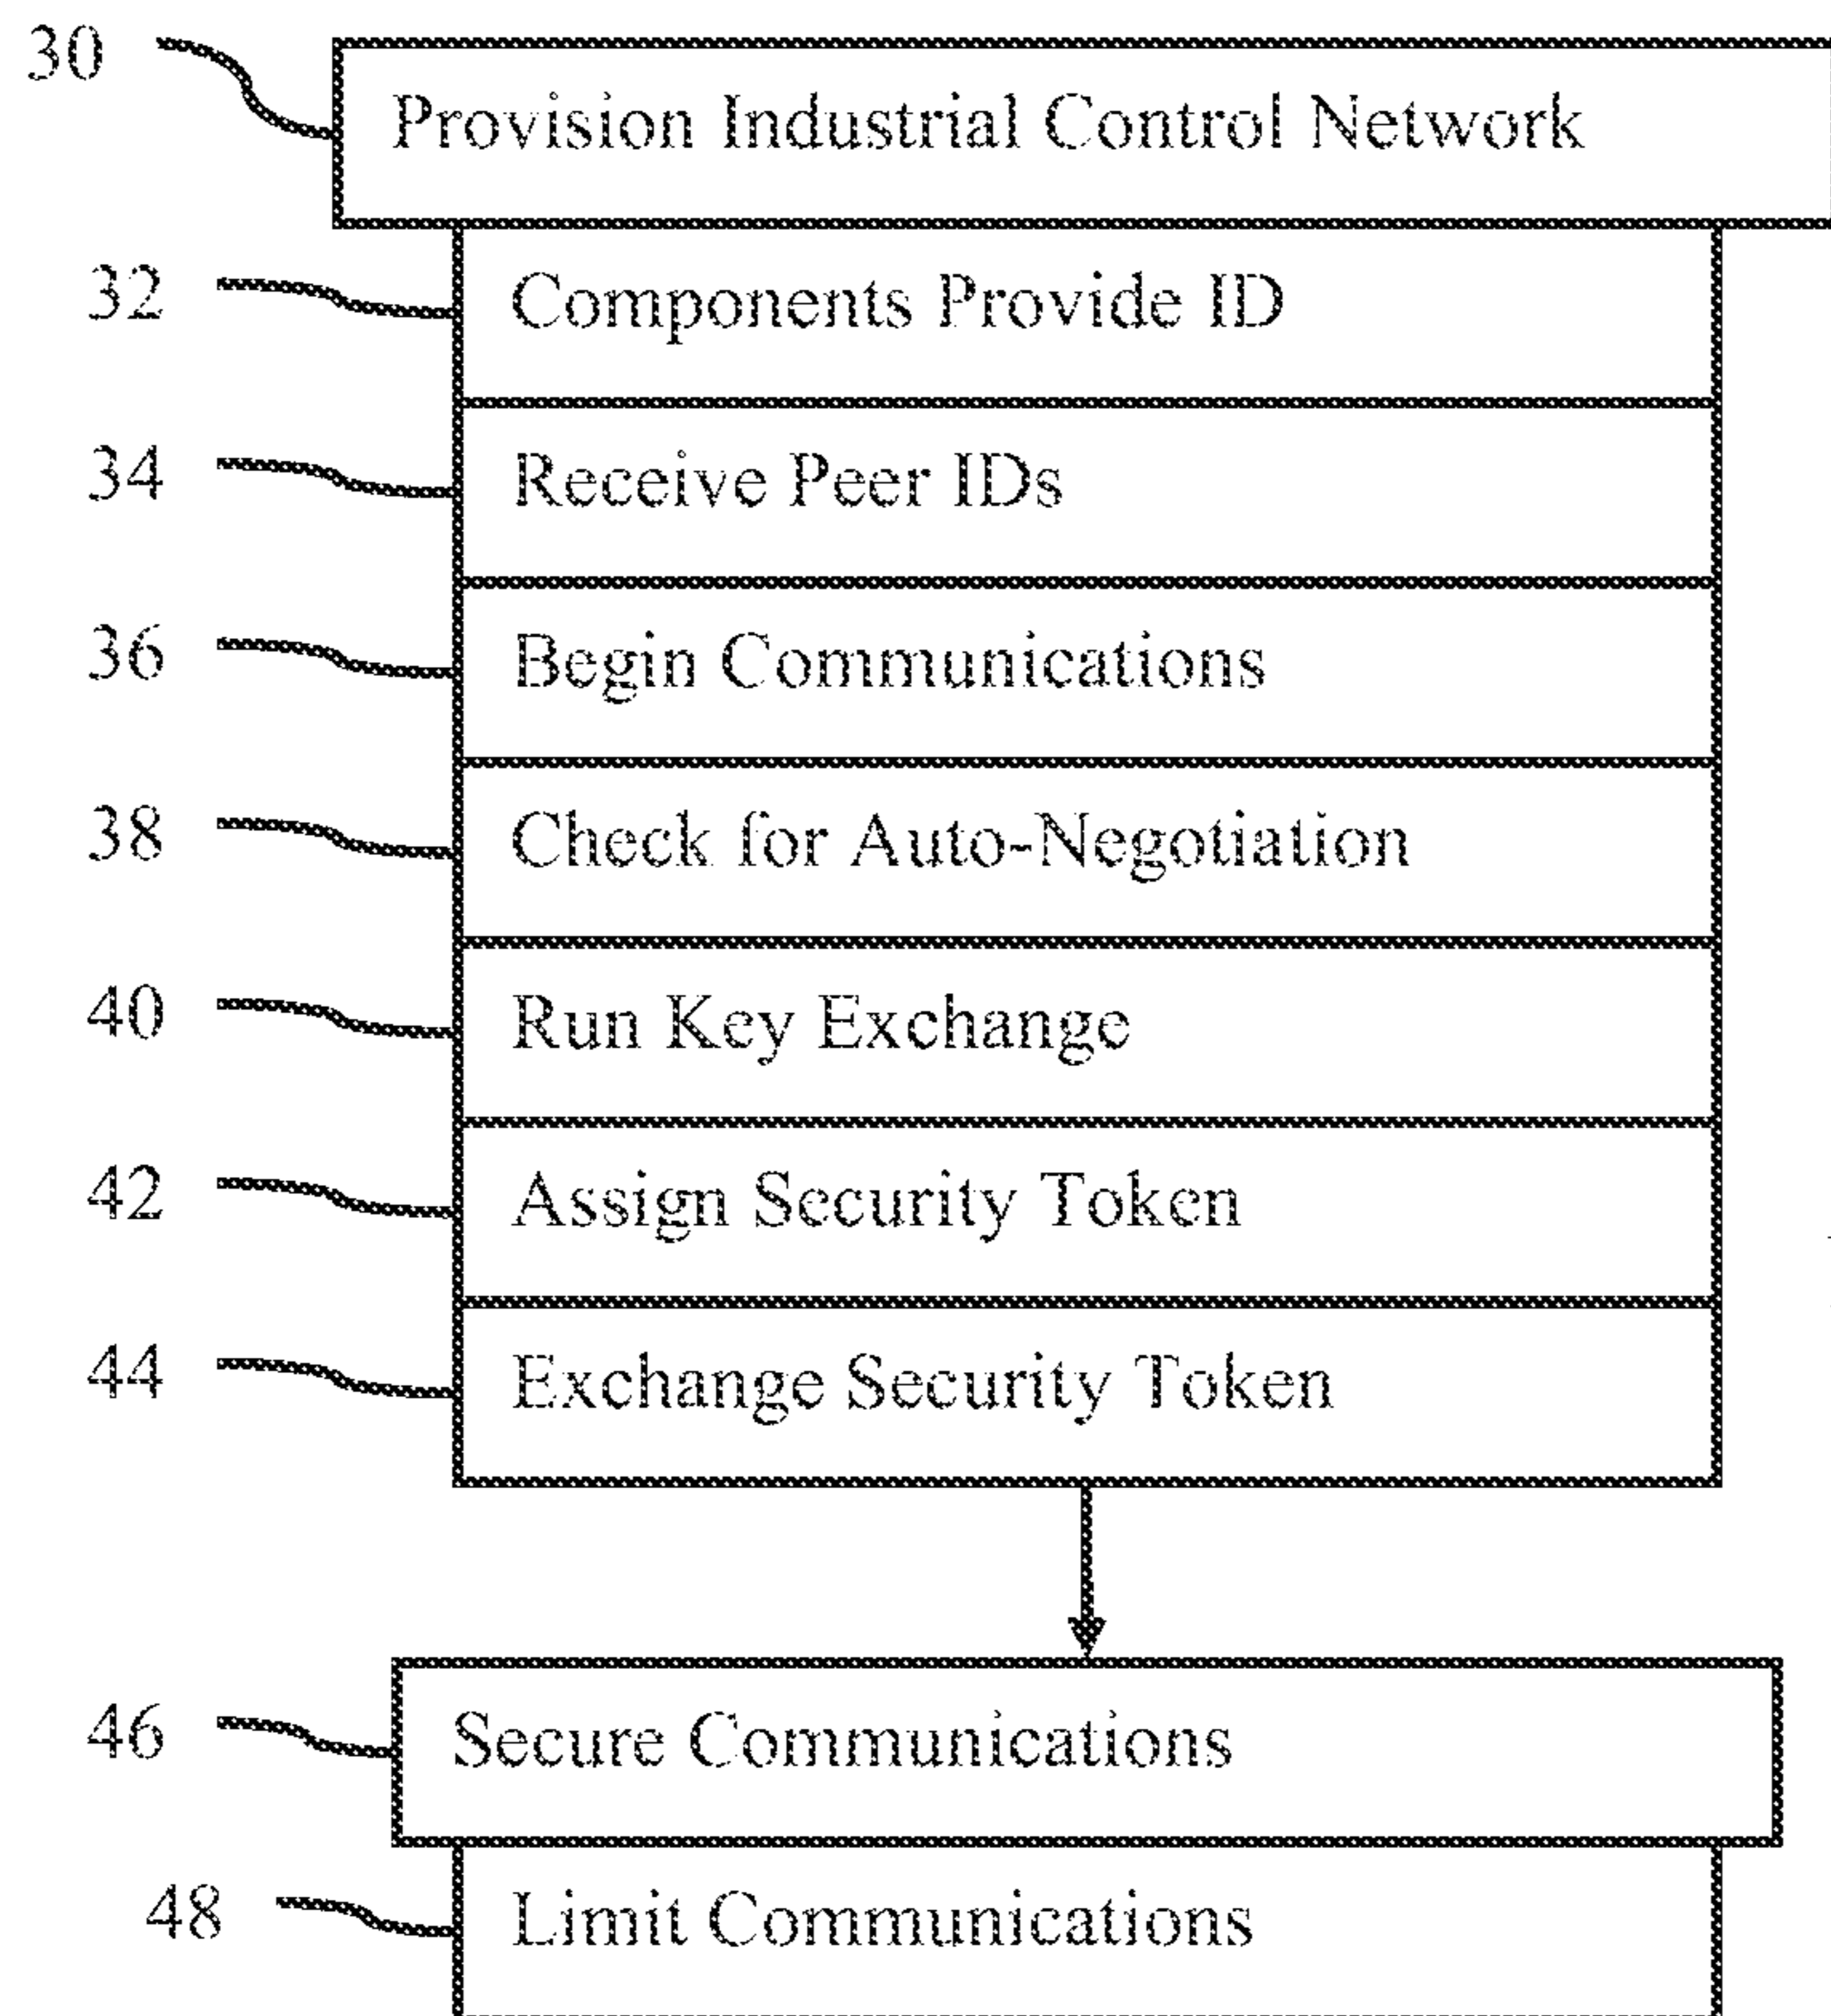 30 Provision Industrial Control Network
32 Components Provide ID
34 Receive Peer IDs
36 Begin Communications
38 Check for Auto-Negotiation
40 Run Key Exchange
42 Assign Security Token
44 Exchange Security Token
46 Secure Communications
48 Limit Communications